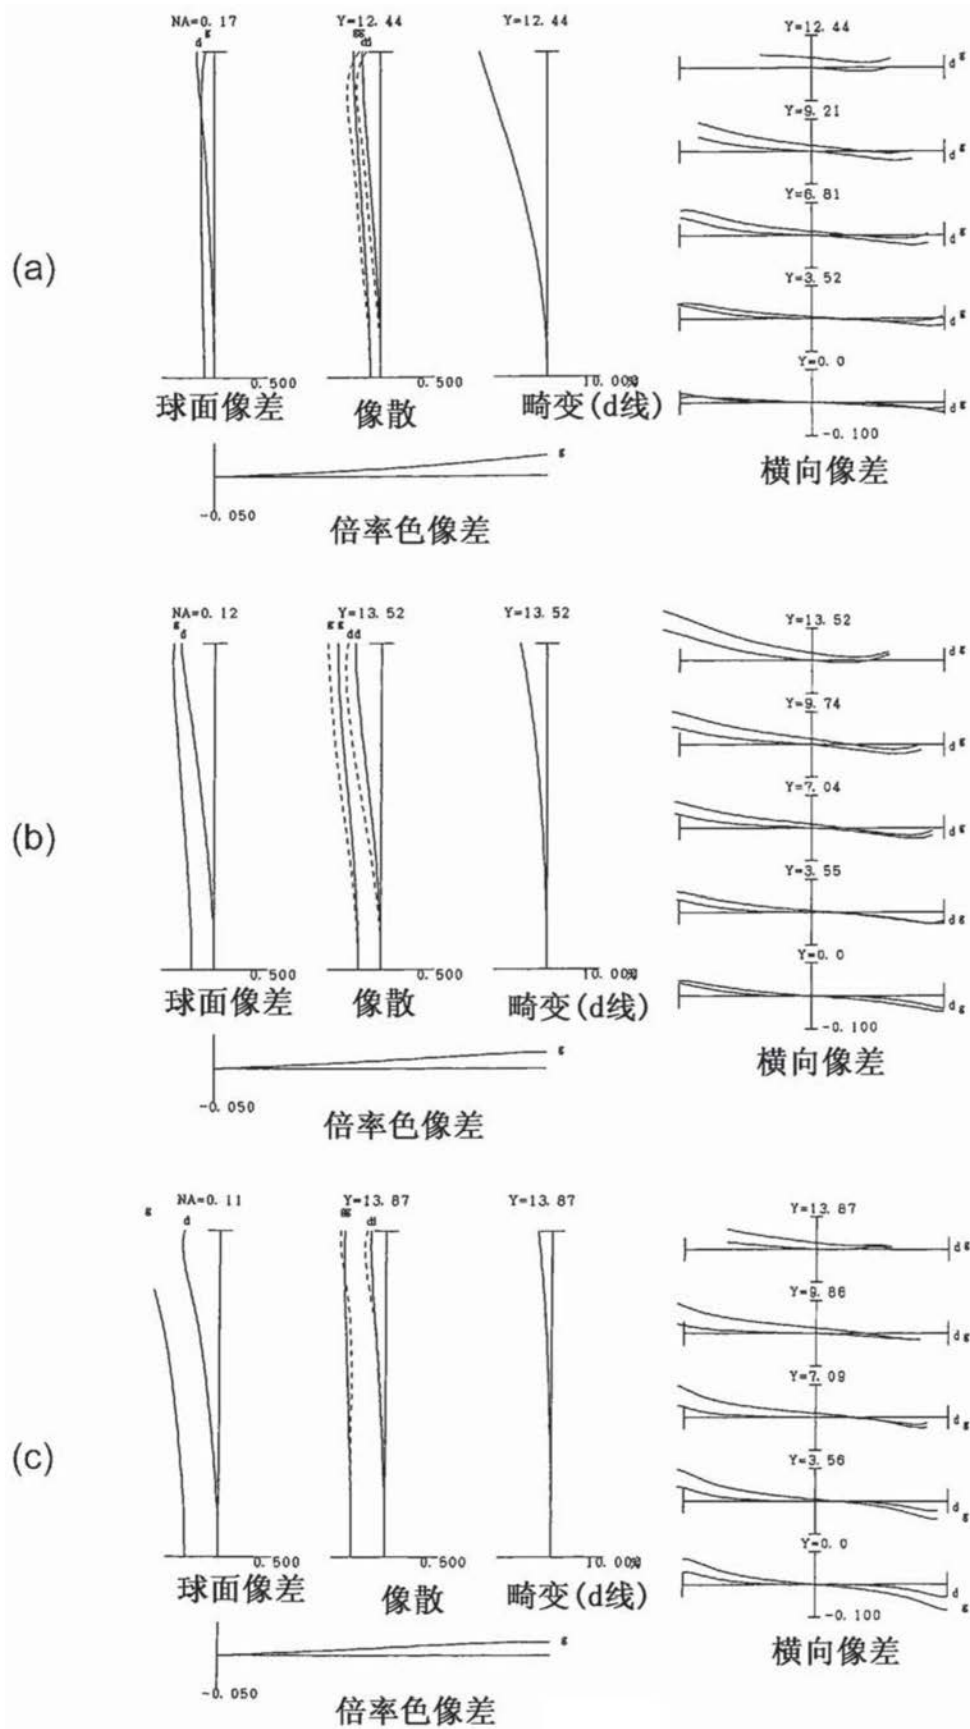 (a)
NA=0.17
d g
Y=12.44
gg
dd
Y=12.44
0.500
球面像差
0.500
像散
10.00%
畸变(d线)
Y=12.44
d g
Y=9.21
d g
Y=6.81
d g
Y=3.52
d g
Y=0.0
d g
-0.100
横向像差
g
-0.050
倍率色像差
(b)
NA=0.12
g d
Y=13.52
g g d d
Y=13.52
0.500
球面像差
0.500
像散
10.00%
畸变(d线)
Y=13.52
d g
Y=9.74
d g
Y=7.04
d g
Y=3.55
d g
Y=0.0
d g
-0.100
横向像差
g
-0.050
倍率色像差
(c)
NA=0.11
g d
Y=13.87
gg
Y=13.87
0.500
球面像差
0.500
像散
10.00%
畸变(d线)
Y=13.87
d g
Y=9.86
d g
Y=7.09
d g
Y=3.56
d
g
Y=0.0
d
g
-0.100
横向像差
g
-0.050
倍率色像差